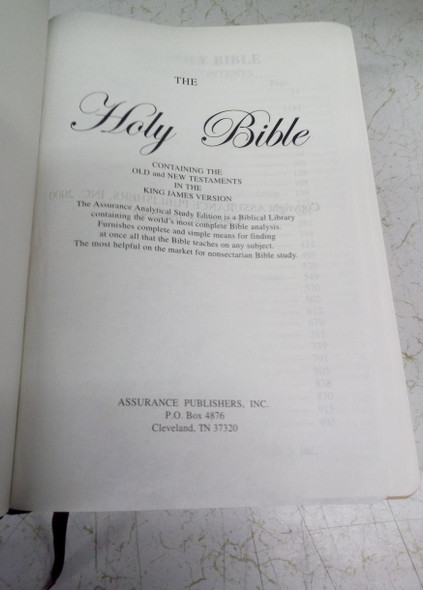 THE
Holy Bible
CONTAINING THE
OLD and NEW TESTAMENTS
IN THE
KING JAMES VERSION
The Assurance Analytical Study Edition is a Biblical Library
containing the world's most complete Bible analysis.
Furnishes complete and simple means for finding
at once all that the Bible teaches on any subject.
The most helpful on the market for nonsectarian Bible study.
ASSURANCE PUBLISHERS, INC.
P.O. Box 4876
Cleveland, TN 37320